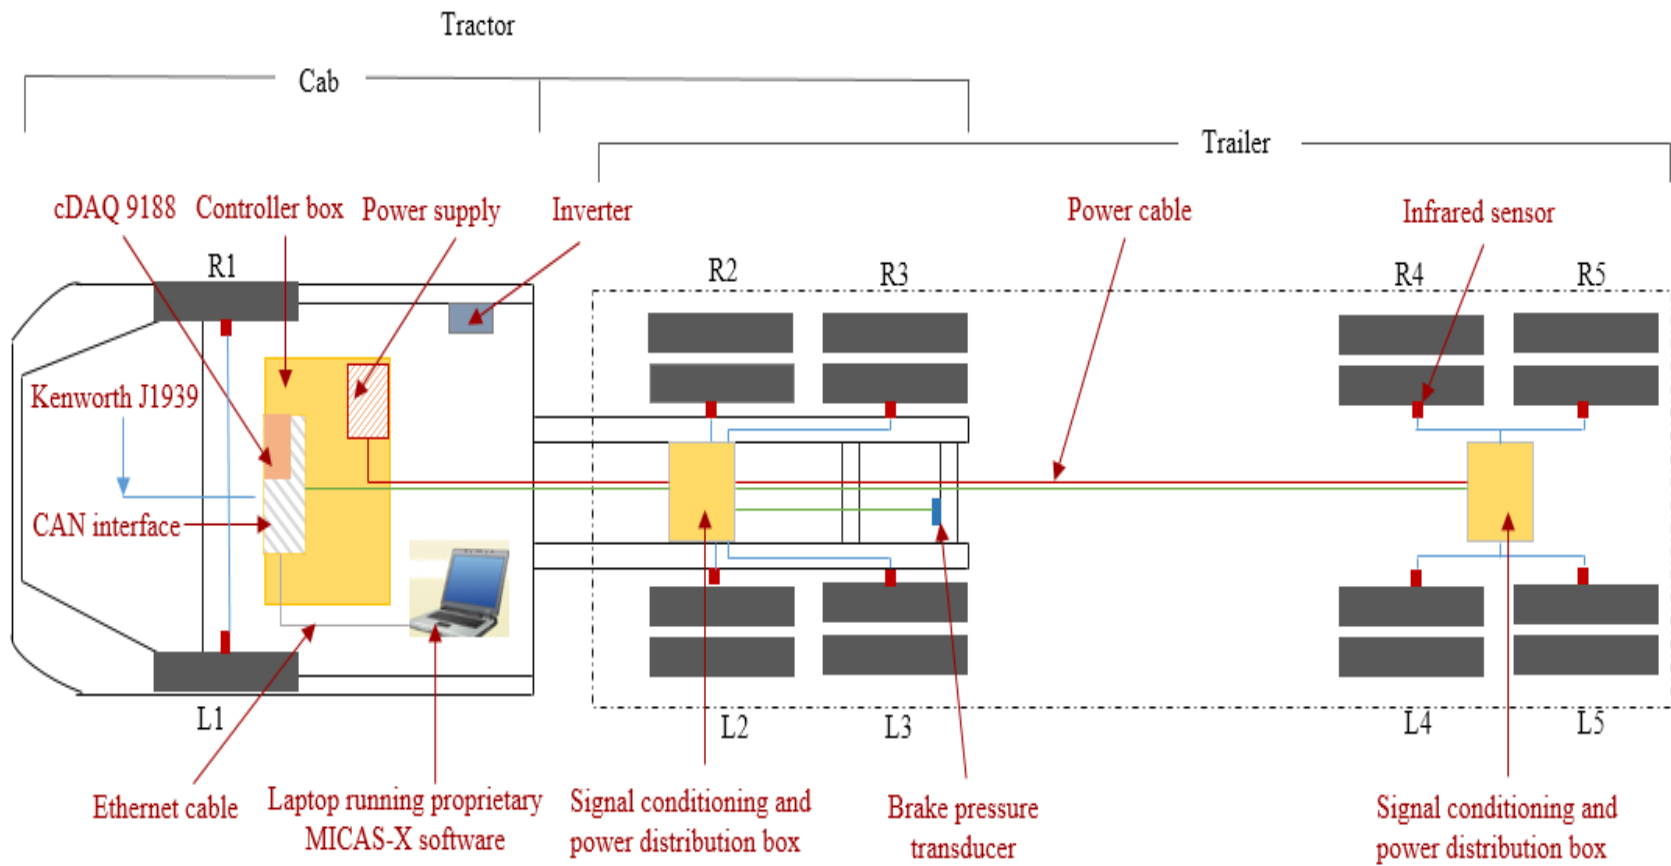 Tractor
Cab
Trailer
cDAQ 9188
Controller box
Power supply
Inverter
Power cable
Infrared sensor
R1
R2
R3
R4
R5
Kenworth J1939
CAN interface
L1
L2
L3
L4
L5
Ethernet cable
Laptop running proprietary
MICAS-X software
Signal conditioning and
power distribution box
Brake pressure
transducer
Signal conditioning and
power distribution box